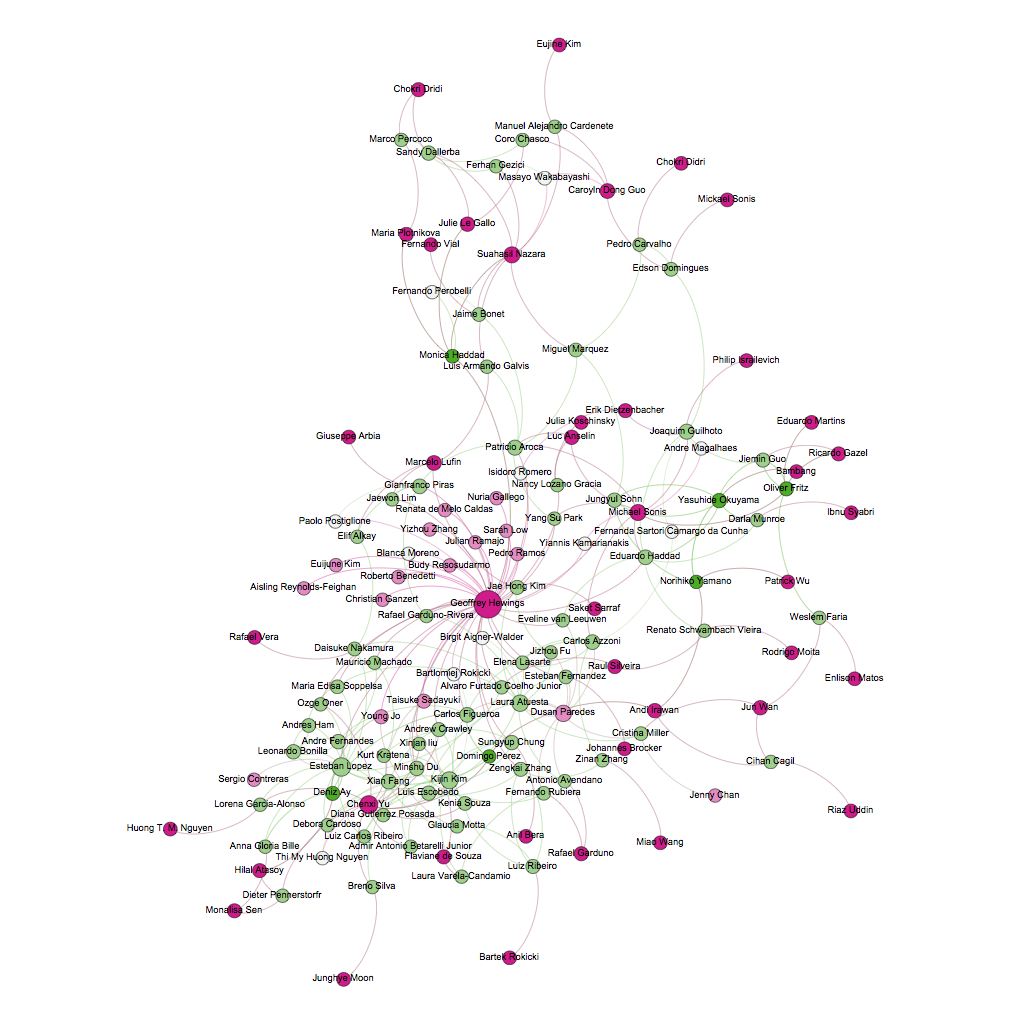 Eujine Kim
Chokri Dridi
Manuel Alejandro Cardenete
Marco Percoco
Coro Chasco
Sandy Dallerba
Chokri Didri
Ferhan Gezici
Masayo Wakabayashi
Caroyln Dong Guo
Mickael Sonis
Julie Le Gallo
Maria Plotnikova
Fernando Vial
Pedro Carvalho
Suahasil Nazara
Edson Domingues
Fernando Perobelli
Jaime Bonet
Miguel Marquez
Monica Haddad
Philip Israilevich
Luis Armando Galvis
Erik Dietzenbacher
Julia Koschinsky
Eduardo Martins
Giuseppe Arbia
Luc Anselin
Joaquim Guilhoto
Patricio Aroca
Andre Magalhaes
Ricardo Gazel
Marcelo Lufin
Jiemin Guo
Isidoro Romero
Bambang
Gianfranco Piras
Nancy Lozano Gracia
Oliver Fritz
Jaewon Lim
Nuria Gallego
Jungyul Sohn
Yasuhide Okuyama
Renata de Melo Caldas
Michael Sonis
Ibnu Syabri
Paolo Postiglione
Yang Su Park
Darla Munroe
Yizhou Zhang
Sarah Low
Fernanda Sartori Camargo da Cunha
Elif Alkay
Julian Ramajo
Yiannis Kamarianakis
Blanca Moreno
Pedro Ramos
Eduardo Haddad
Euijune Kim
Budy Resosudarmo
Roberto Benedetti
Norihiko Yamano
Patrick Wu
Aisling Reynolds-Feighan
Jae Hong Kim
Christian Ganzert
Geoffrey Hewings
Saket Sarraf
Rafael Garduno-Rivera
Eveline van Leeuwen
Weslem Faria
Rafael Vera
Birgit Aigner-Walder
Renato Schwambach Vieira
Daisuke Nakamura
Carlos Azzoni
Jizhou Fu
Rodrigo Moita
Mauricio Machado
Elena Lasarte
Raul Silveira
Bartlomiej Rokicki
Esteban Fernandez
Enlison Matos
Maria Edisa Soppelsa
Alvaro Furtado Coelho Junior
Taisuke Sadayuki
Ozge Oner
Laura Atuesta
Jun Wan
Young Jo
Carlos Figueroa
Dusan Paredes
Andi Irawan
Andres Ham
Andrew Crawley
Cristina Miller
Andre Fernandes
Xinjan liu
Sungyup Chung
Leonardo Bonilla
Kurt Kratena
Domingo Perez
Johannes Brocker
Esteban Lopez
Minshu Du
Zengkai Zhang
Zinan Zhang
Cihan Cagil
Sergio Contreras
Xian Fang
Kijin Kim
Antonio Avendano
Deniz Ay
Luis Escobedo
Fernando Rubiera
Jenny Chan
Lorena Garcia-Alonso
Chenxi Yu
Kenia Souza
Diana Gutierrez Posasda
Riaz Uddin
Huong T. M. Nguyen
Debora Cardoso
Glaudia Motta
Luiz Carlos Ribeiro
Anil Bera
Miao Wang
Anna Gloria Bille
Admir Antonio Betarelli Junior
Thi My Huong Nguyen
Flaviane de Souza
Rafael Garduno
Hilal Atasoy
Luiz Ribeiro
Laura Varela-Candamio
Breno Silva
Dieter Pennerstorfr
Monalisa Sen
Bartek Rokicki
Junghye Moon